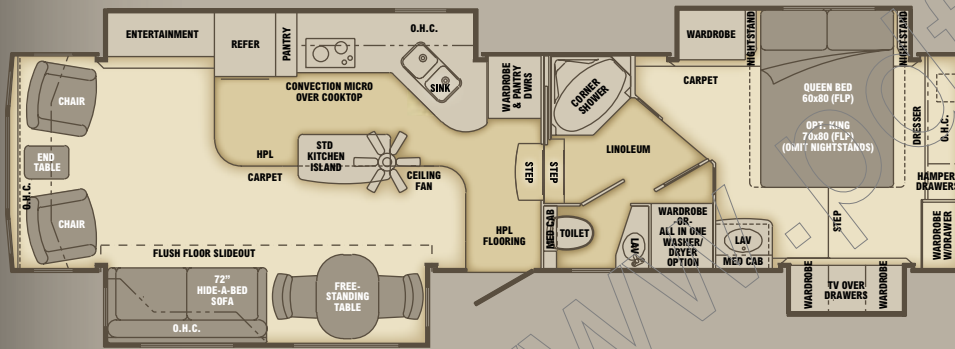 ENTERTAINMENT
REFER
PANTRY
O.H.C.
SINK
CONVECTION MICRO
OVER COOKTOP
WARDROBE
& PANTRY
DWRS
CORNER
SHOWER
WARDROBE
NIGHT STAND
NIGHT STAND
CARPET
QUEEN BED
60x80 (FLP)
OPT. KING
70x80 (FLP)
(OMIT NIGHTSTANDS)
DRESSER
O.H.C.
CHAIR
END
TABLE
CHAIR
O.H.C.
HPL
CARPET
STD
KITCHEN
ISLAND
CEILING
FAN
STEP
STEP
LINOLEUM
HAMPER
DRAWERS
STEP
WARDROBE
W/DRAWER
HPL
FLOORING
MED CAB
TOILET
LAV
WARDROBE
-OR-
ALL IN ONE
WASHER/
DRYER
OPTION
LAV
MED CAB
FLUSH FLOOR SLIDEOUT
72"
HIDE-A-BED
SOFA
O.H.C.
FREE-
STANDING
TABLE
WARDROBE
TV OVER
DRAWERS
WARDROBE